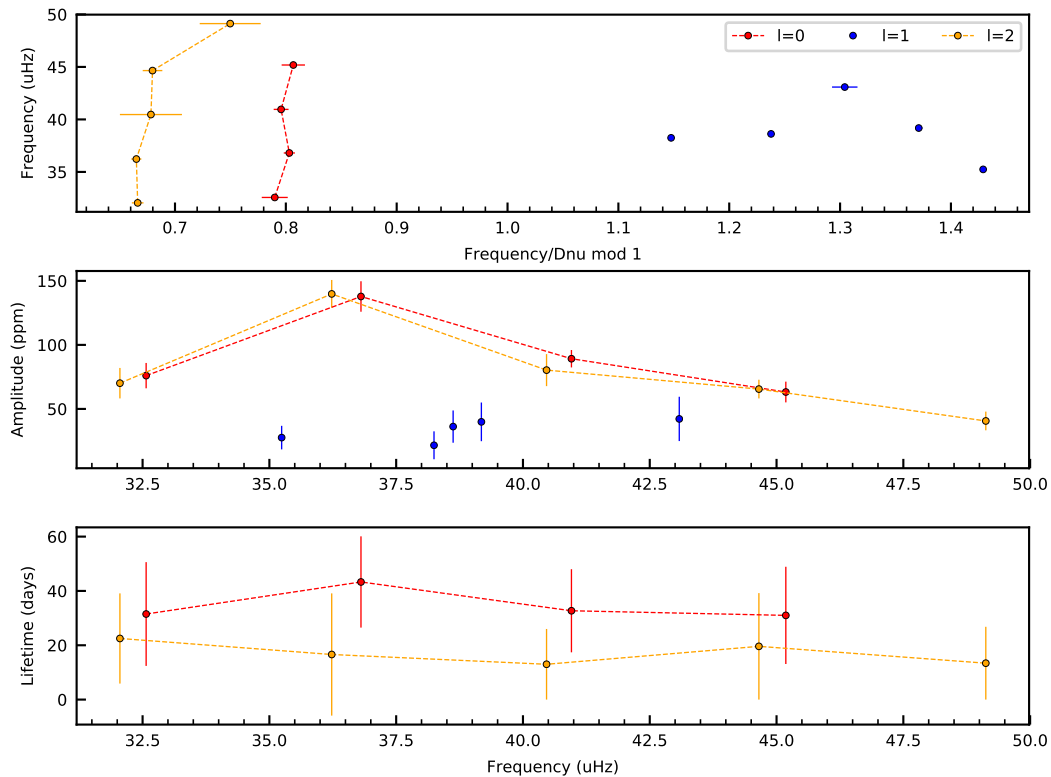 50
45
40
35
Frequency (uHz)
l=0 l=1 l=2
0.7 0.8 0.9 1.0 1.1 1.2 1.3 1.4
Frequency/Dnu mod 1
150
100
50
Amplitude (ppm)
32.5 35.0 37.5 40.0 42.5 45.0 47.5 50.0
60
40
20
0
Lifetime (days)
32.5 35.0 37.5 40.0 42.5 45.0 47.5 50.0
Frequency (uHz)